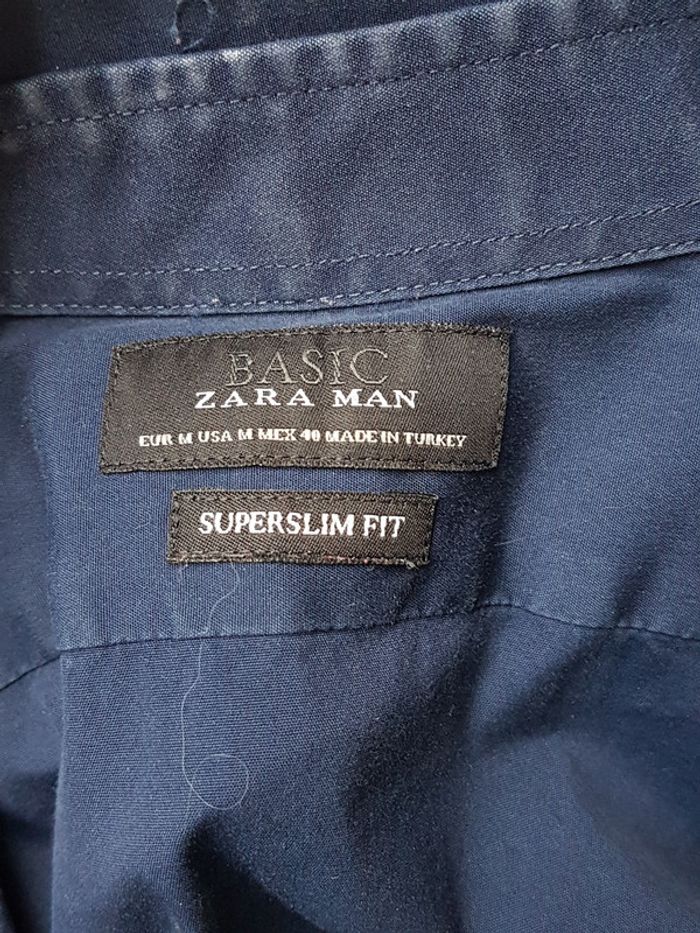 BASIC
ZARA MAN
EUR M USA M MEX 40 MADE IN TURKEY
SUPERSLIM FIT